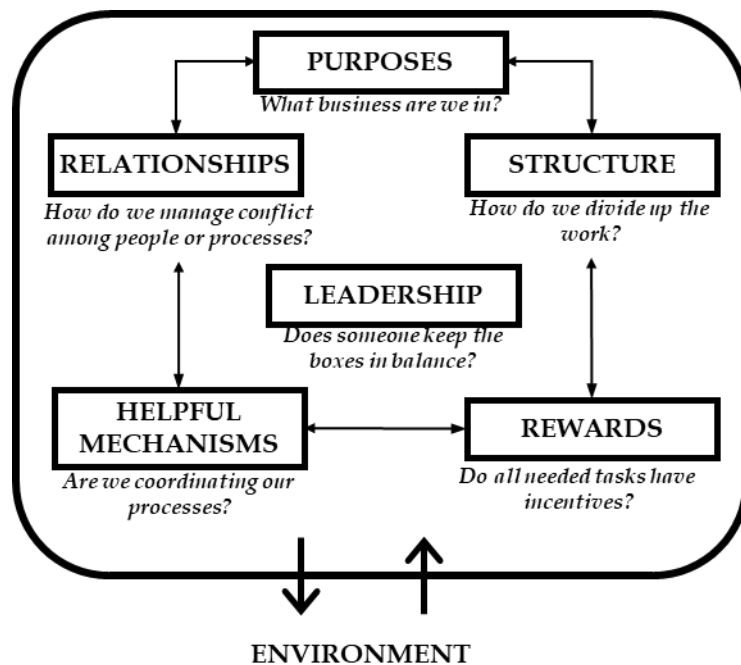 PURPOSES
What business are we in?
RELATIONSHIPS
How do we manage conflict
among people or processes?
STRUCTURE
How do we divide up the
work?
LEADERSHIP
Does someone keep the
boxes in balance?
HELPFUL
MECHANISMS
Are we coordinating our
processes?
REWARDS
Do all needed tasks have
incentives?
ENVIRONMENT